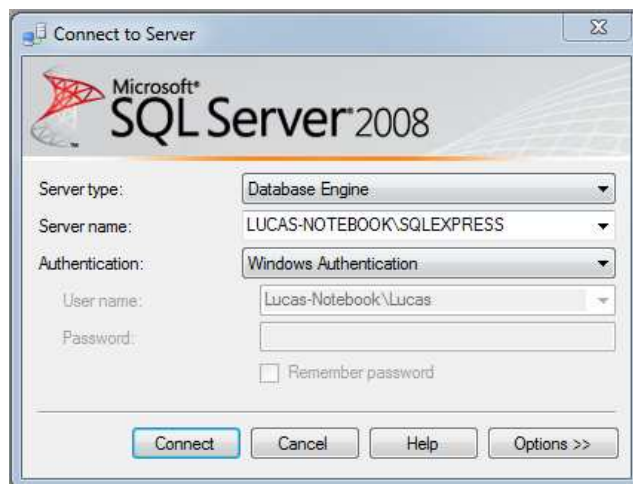 Connect to Server
Microsoft®
SQL Server® 2008
Server type: Database Engine
Server name: LUCAS-NOTEBOOK\SQLEXPRESS
Authentication: Windows Authentication
User name: Lucas-Notebook\Lucas
Password:
Remember password
Connect Cancel Help Options >>